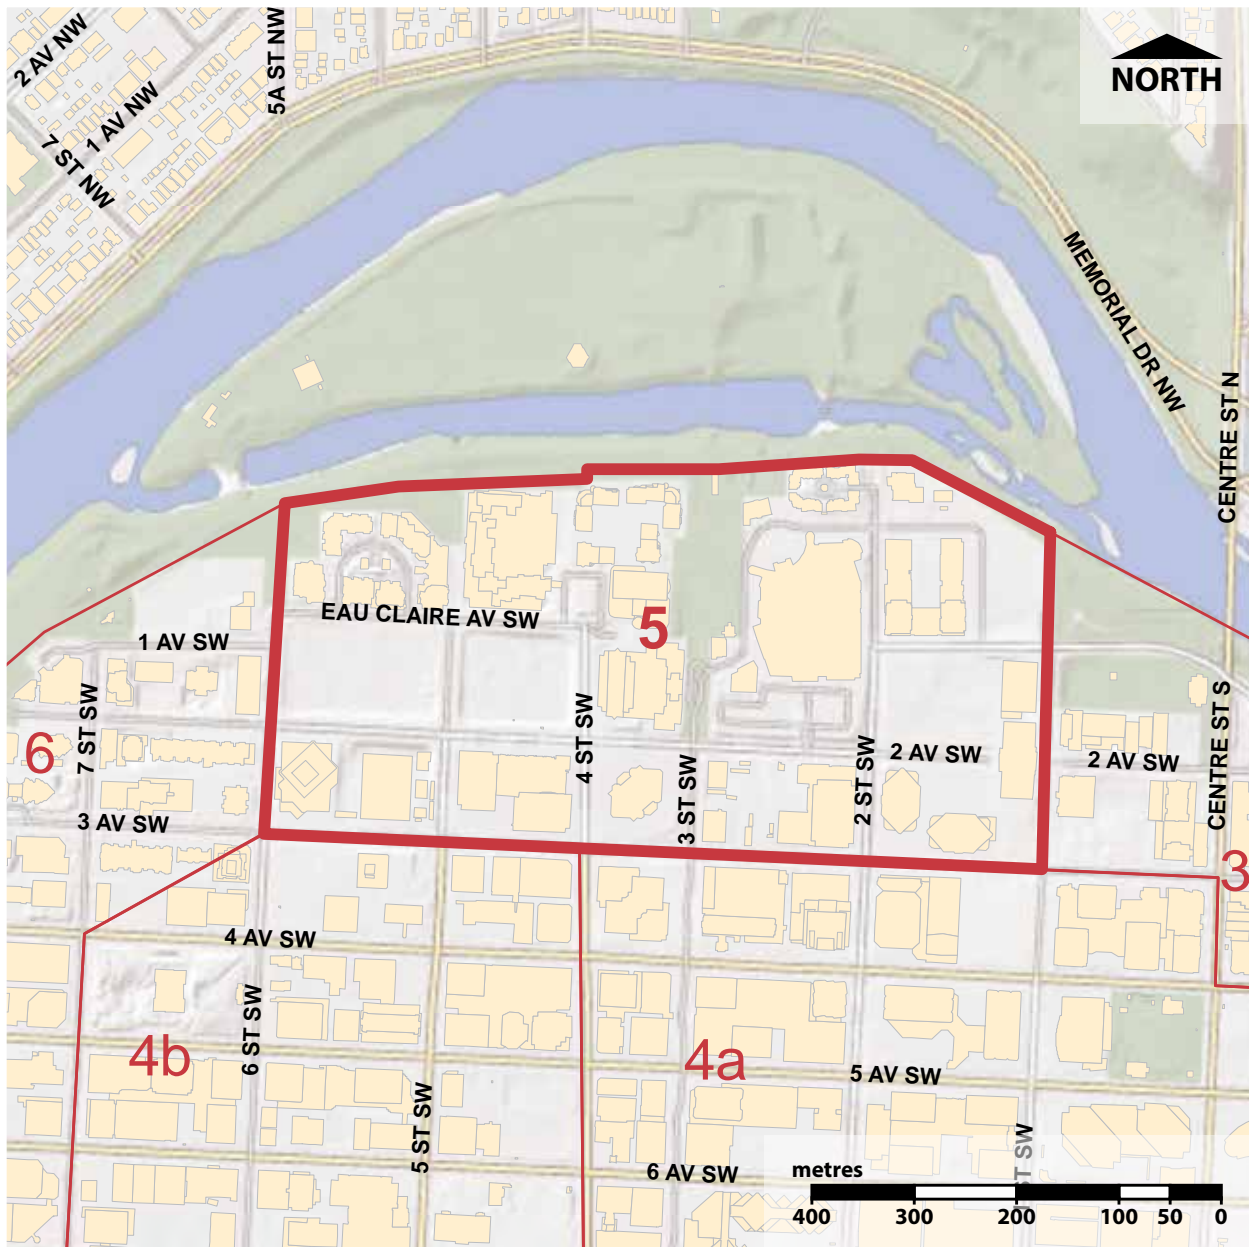 2 AV NW
5A ST NW
NORTH
1 AV NW
7 ST NW
MEMORIAL DR NW
CENTRE ST N
EAU CLAIRE AV SW
5
1 AV SW
7 ST SW
6
4 ST SW
3 ST SW
2 ST SW
2 AV SW
2 AV SW
CENTRE ST S
3 AV SW
3
4 AV SW
6 ST SW
4b
4a
5 AV SW
5 ST SW
6 AV SW
ST SW
metres
400 300 200 100 50 0